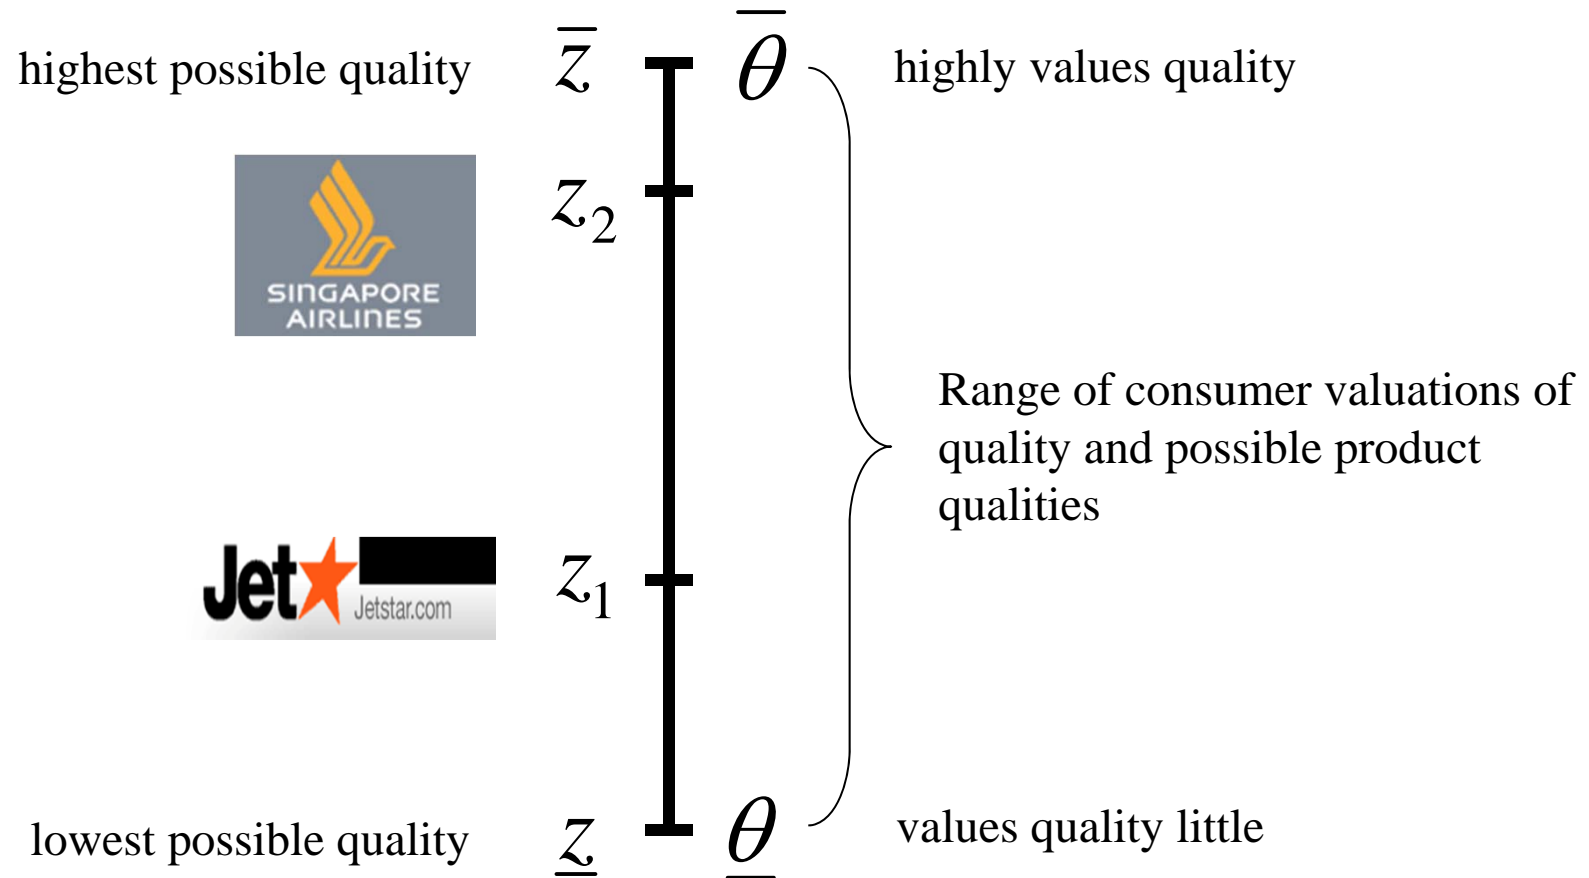 highest possible quality z̅ θ̅ highly values quality
z₂
SINGAPORE
AIRLINES
Range of consumer valuations of
quality and possible product
qualities
Jet
Jetstar.com
z₁
lowest possible quality z̲ θ̲ values quality little